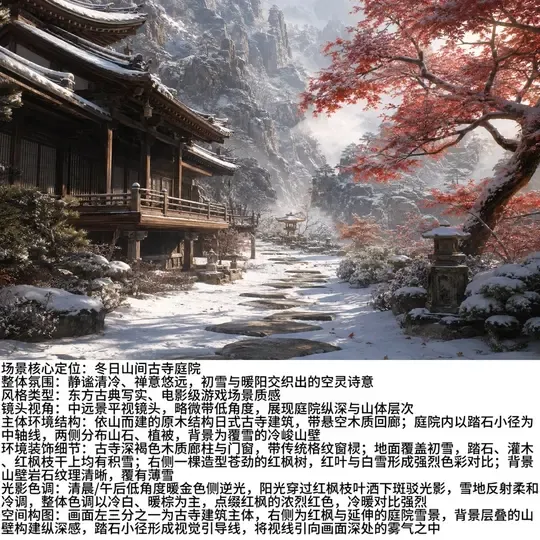 场景核心定位：冬日山间古寺庭院
整体氛围：静谧清冷、禅意悠远，初雪与暖阳交织出的空灵诗意
风格类型：东方古典写实、电影级游戏场景质感
镜头视角：中远景平视镜头，略微带低角度，展现庭院纵深与山体层次
主体环境结构：依山而建的原木结构日式古寺建筑，带悬空木质回廊；庭院内以踏石小径为
中轴线，两侧分布山石、植被，背景为覆雪的冷峻山壁
环境装饰细节：古寺深褐色木质廊柱与门窗，带传统格纹窗棂；地面覆盖初雪，踏石、灌木
、红枫枝干上均有积雪；右侧一棵造型苍劲的红枫树，红叶与白雪形成强烈色彩对比；背景
山壁岩石纹理清晰，覆有薄雪
光影色调：清晨/午后低角度暖金色侧逆光，阳光穿过红枫枝叶洒下斑驳光影，雪地反射柔和
冷调，整体色调以冷白、暖棕为主，点缀红枫的浓烈红色，冷暖对比强烈
空间构图：画面左三分之一为古寺建筑主体，右侧为红枫与延伸的庭院雪景，背景层叠的山
壁构建纵深感，踏石小径形成视觉引导线，将视线引向画面深处的雾气之中